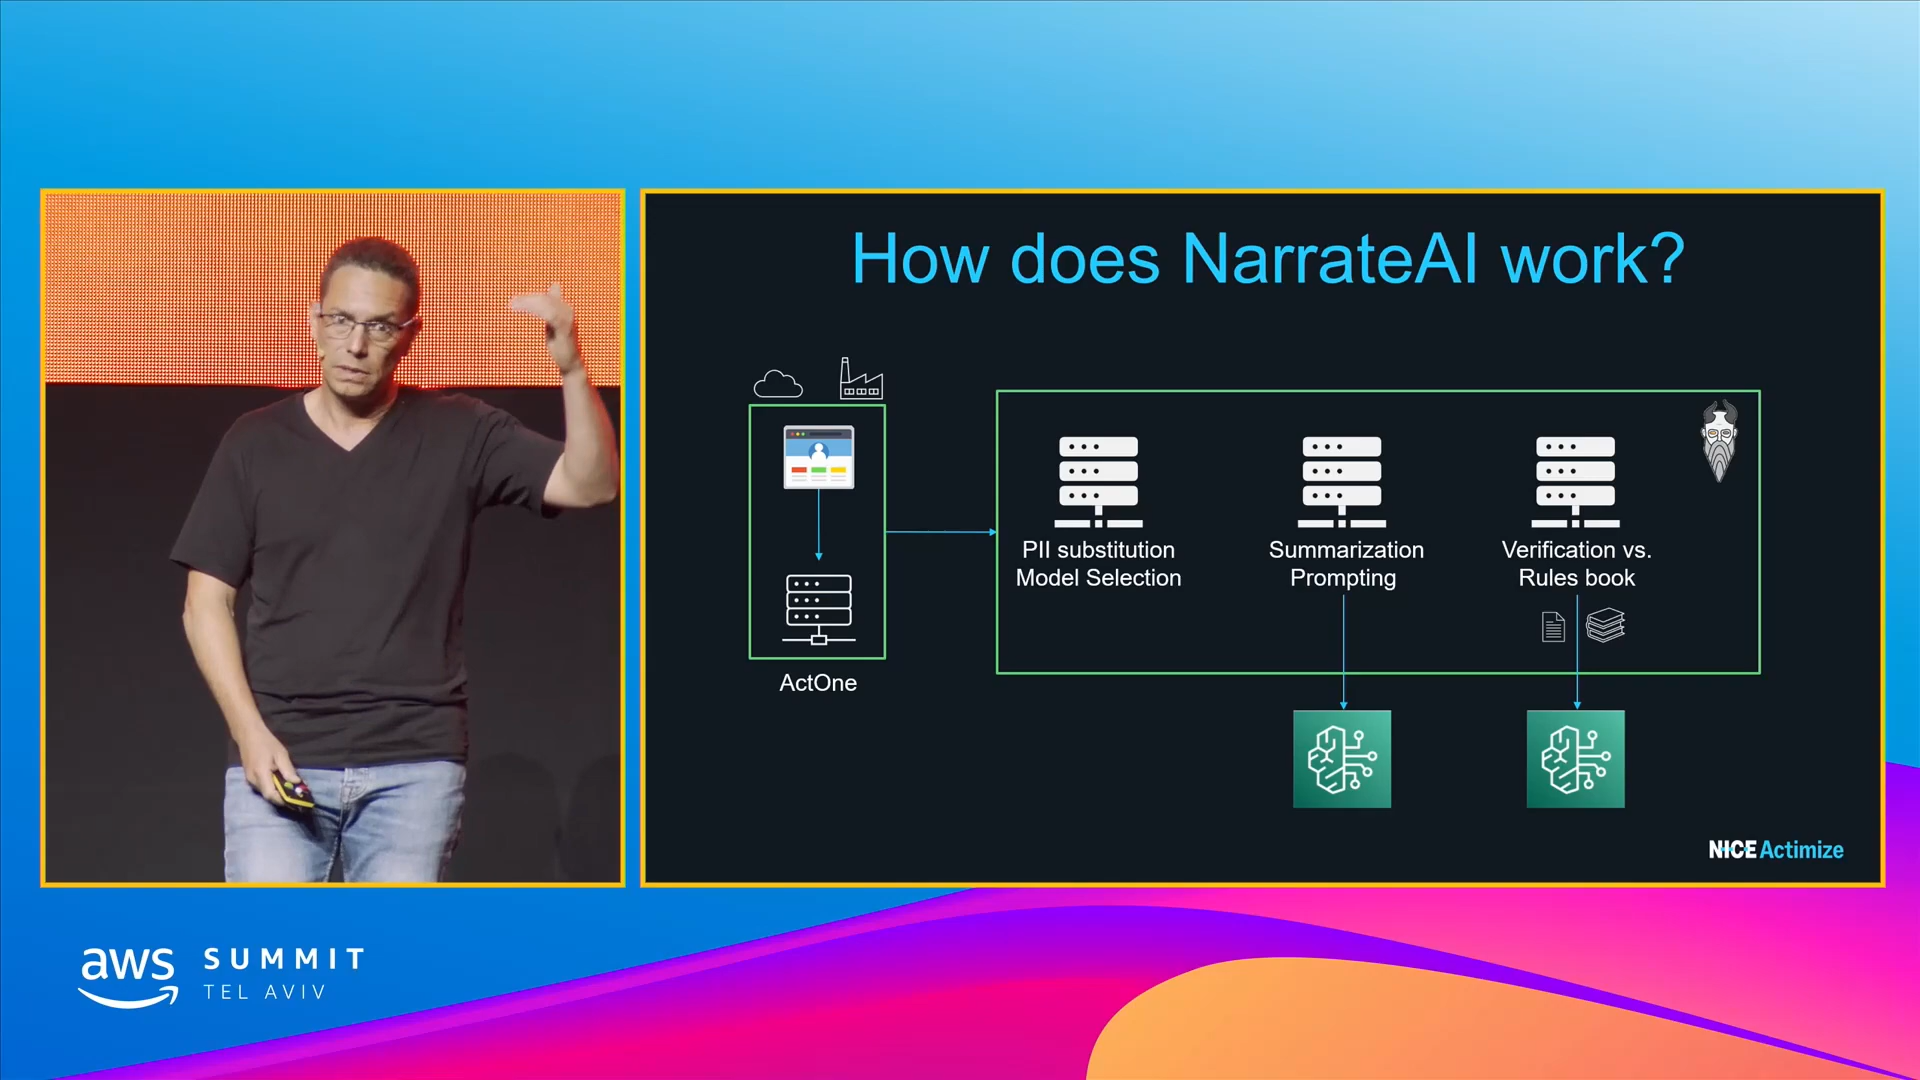 How does NarrateAI work?
PII substitution
Model Selection
Summarization
Prompting
Verification vs.
Rules book
ActOne
NICE Actimize
aws
SUMMIT
TEL AVIV